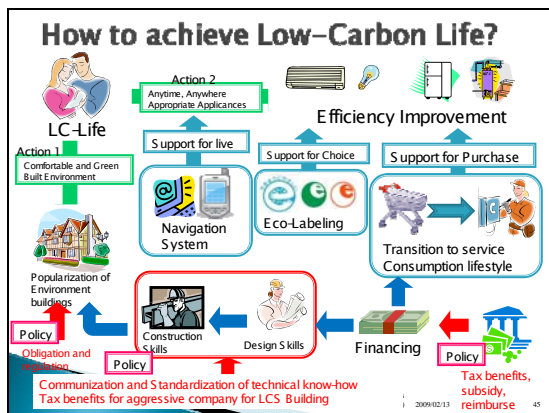 How to achieve Low-Carbon Life?
Action 2
Anytime, Anywhere
Appropriate Applicances
LC-Life
Efficiency Improvement
Action 1
Comfortable and Green
Built Environment
Support for live
Support for Choice
Support for Purchase
Navigation
System
Eco-Labeling
Transition to service
Consumption lifestyle
Popularization of
Environment
buildings
Construction
Skills
Design Skills
Financing
Policy
Obligation and
Policy
Policy
Communization and Standardization of technical know-how
Tax benefits for aggressive company for LCS Building
Tax benefits,
subsidy,
reimburse
2009/02/13
45